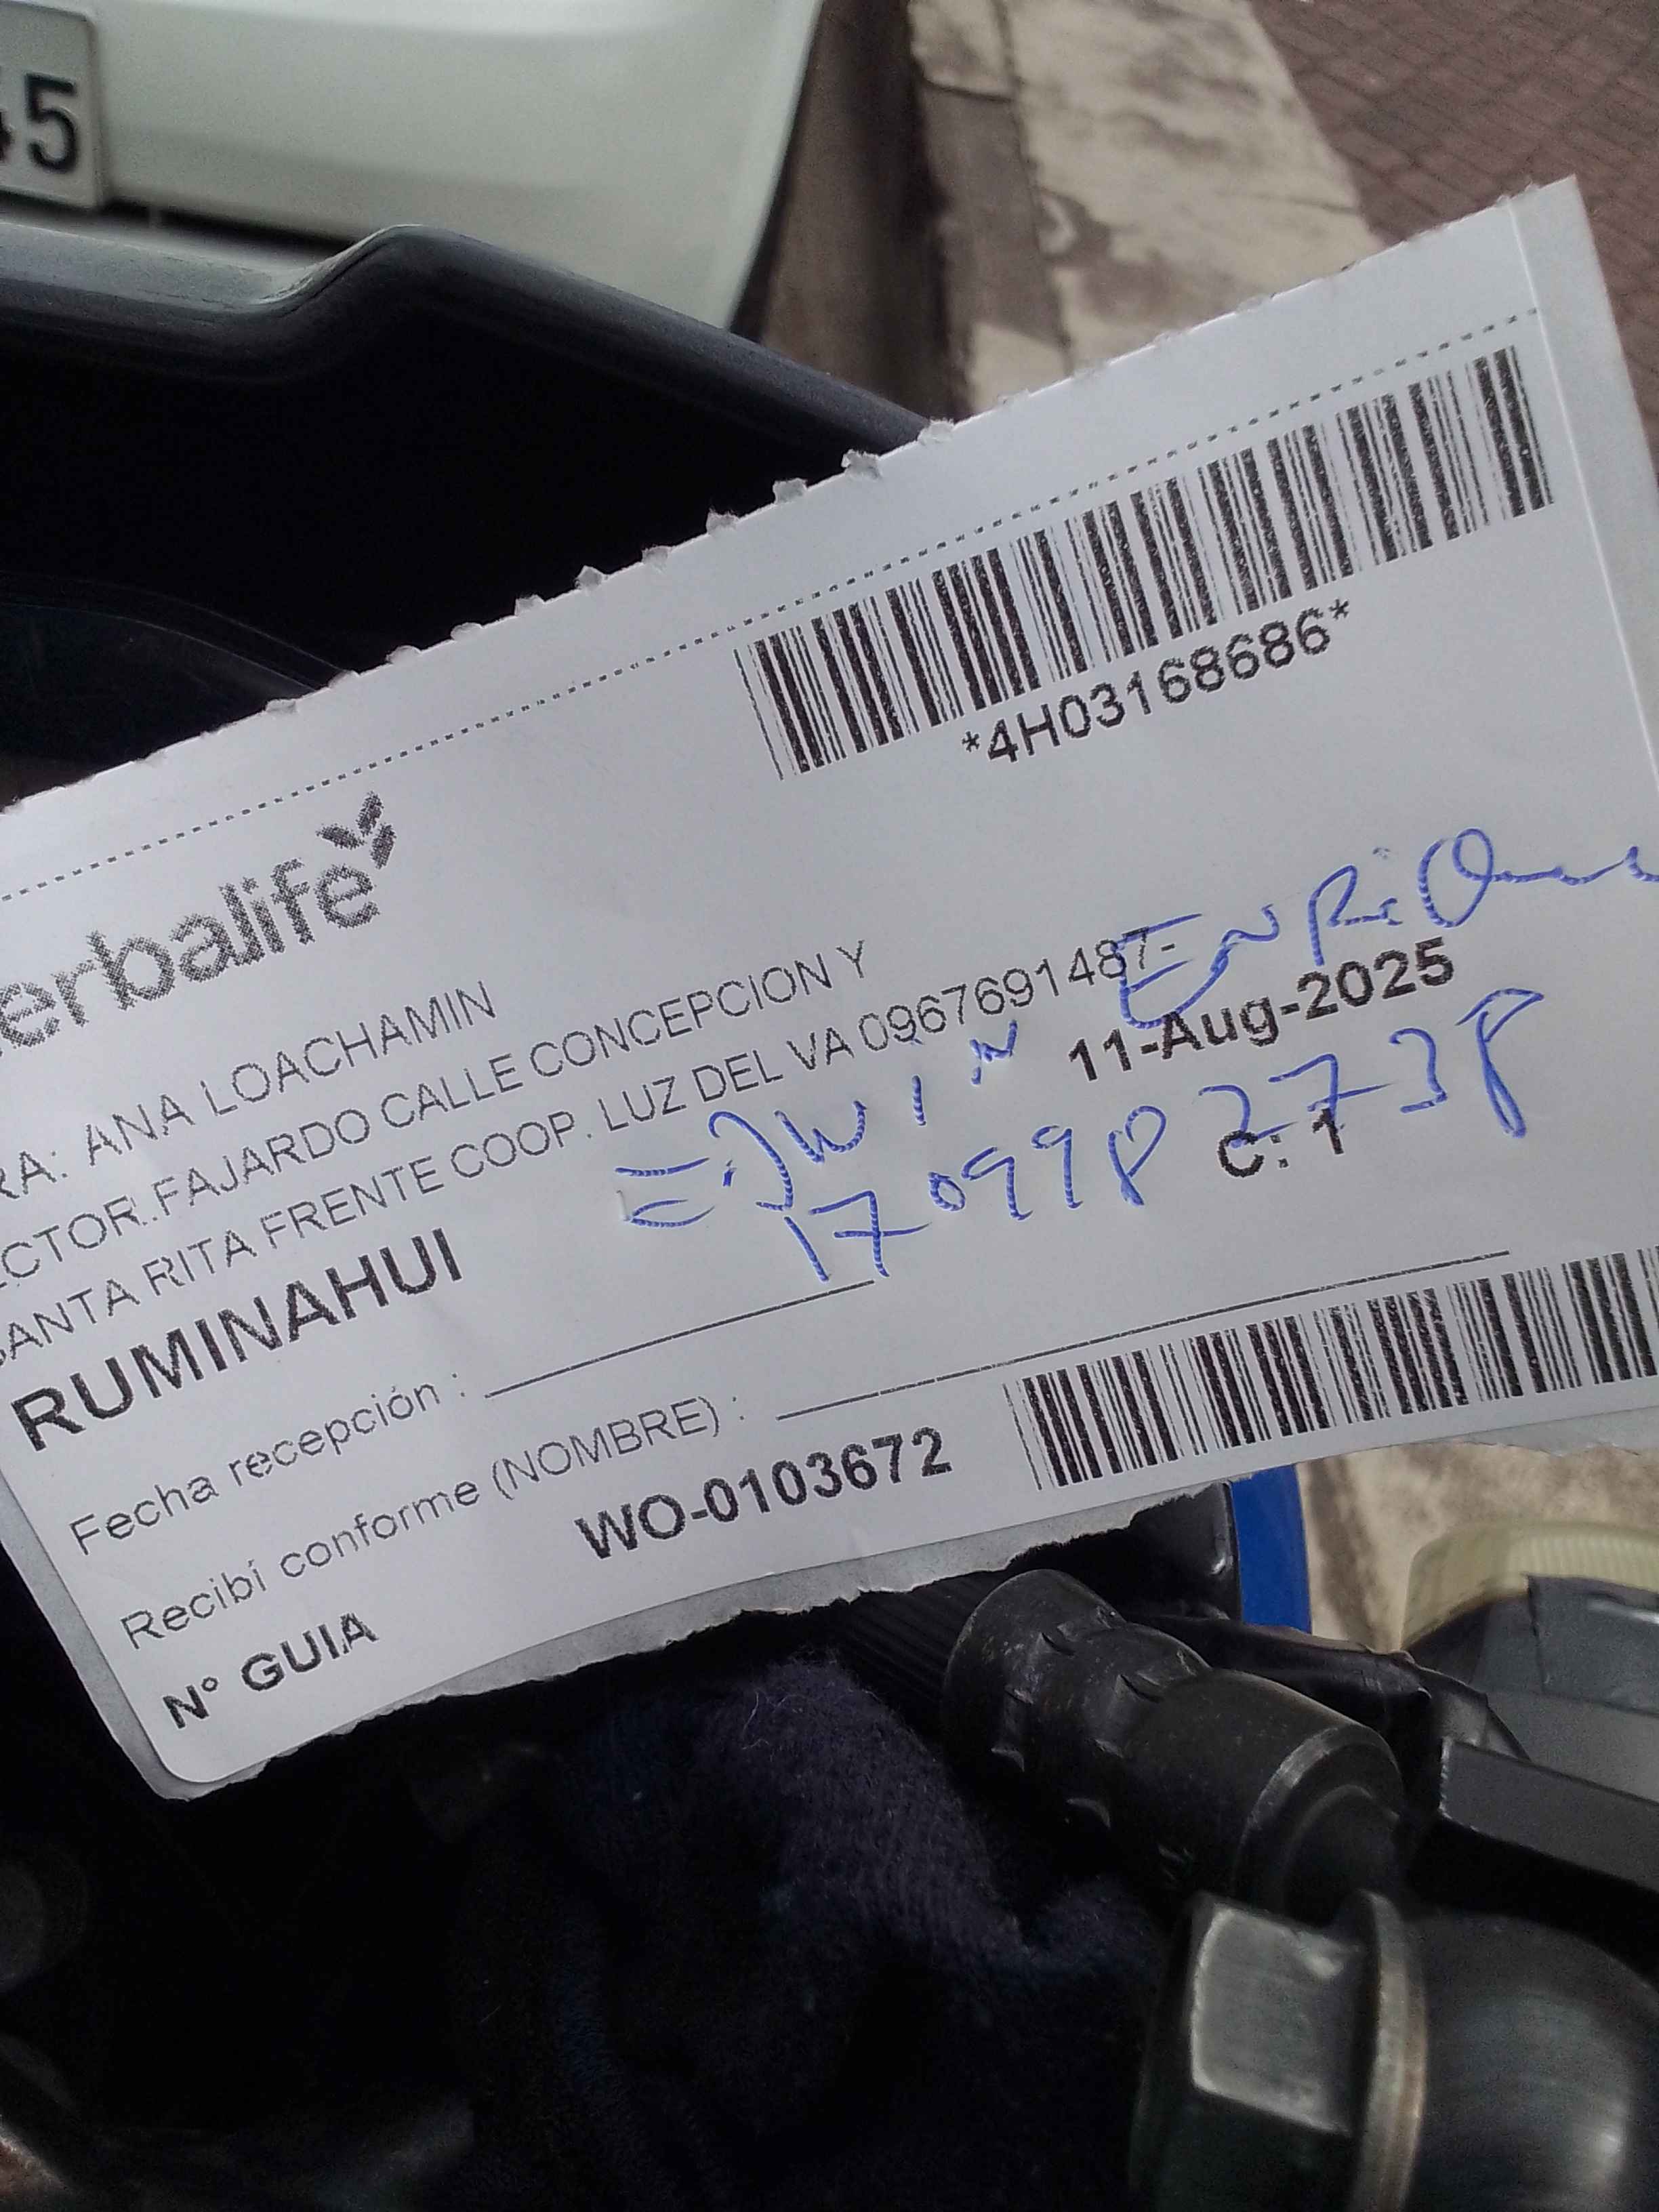 45
*4H03168686*
erbalife
RA: ANA LOACHAMIN
ECTOR. FAJARDO CALLE CONCEPCION Y
SANTA RITA FRENTE COOP. LUZ DEL VA 0967691487-
RUMINAHUI
11-Aug-2025
C: 1
Edwin Enrique
1709982738
Fecha recepción :
Recibí conforme (NOMBRE) :
N° GUIA WO-0103672